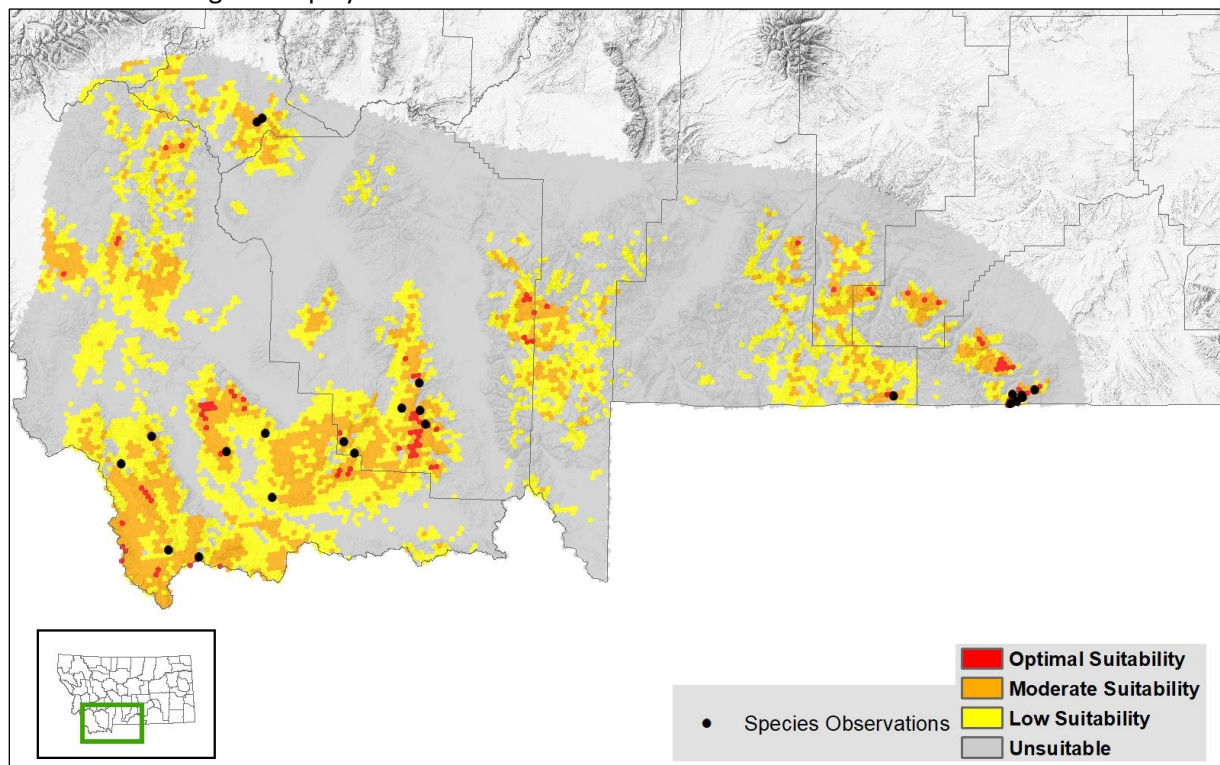 Optimal Suitability
Moderate Suitability
Species Observations
Low Suitability
Unsuitable